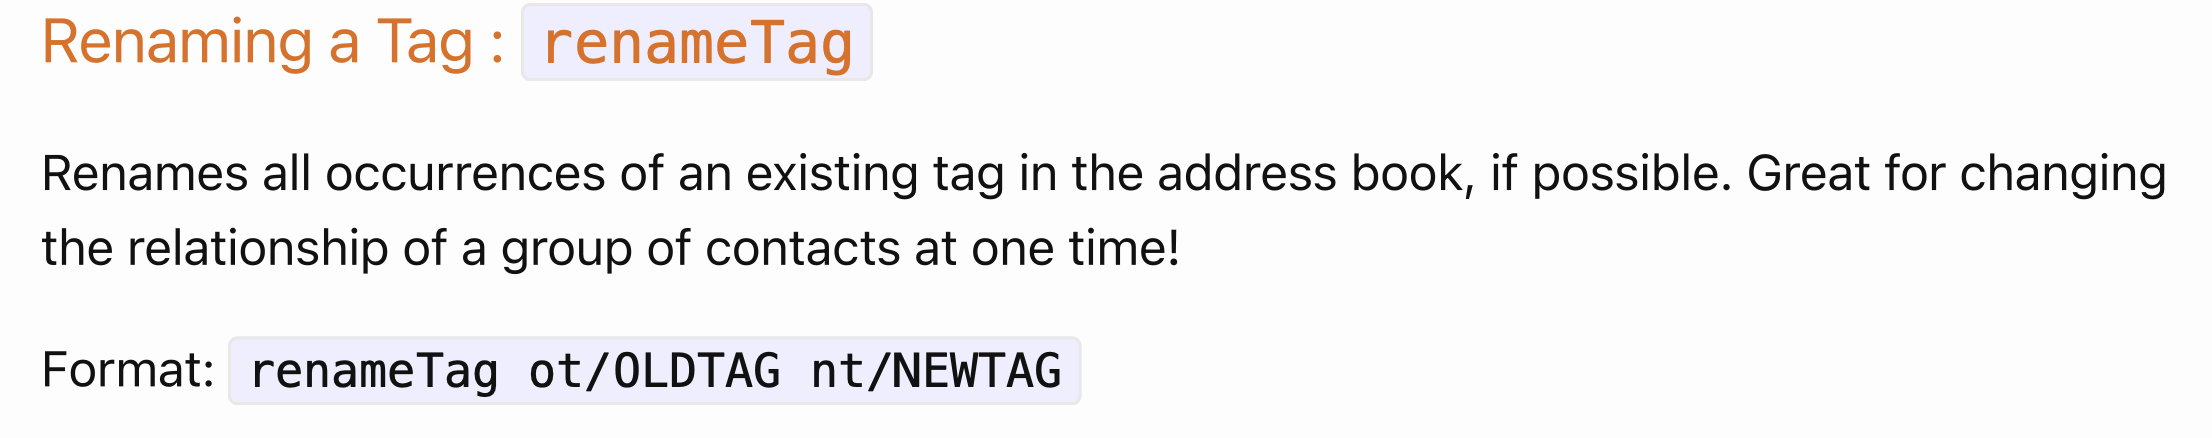 Renaming a Tag : renameTag
Renames all occurrences of an existing tag in the address book, if possible. Great for changing
the relationship of a group of contacts at one time!
Format: renameTag ot/OLDTAG nt/NEWTAG